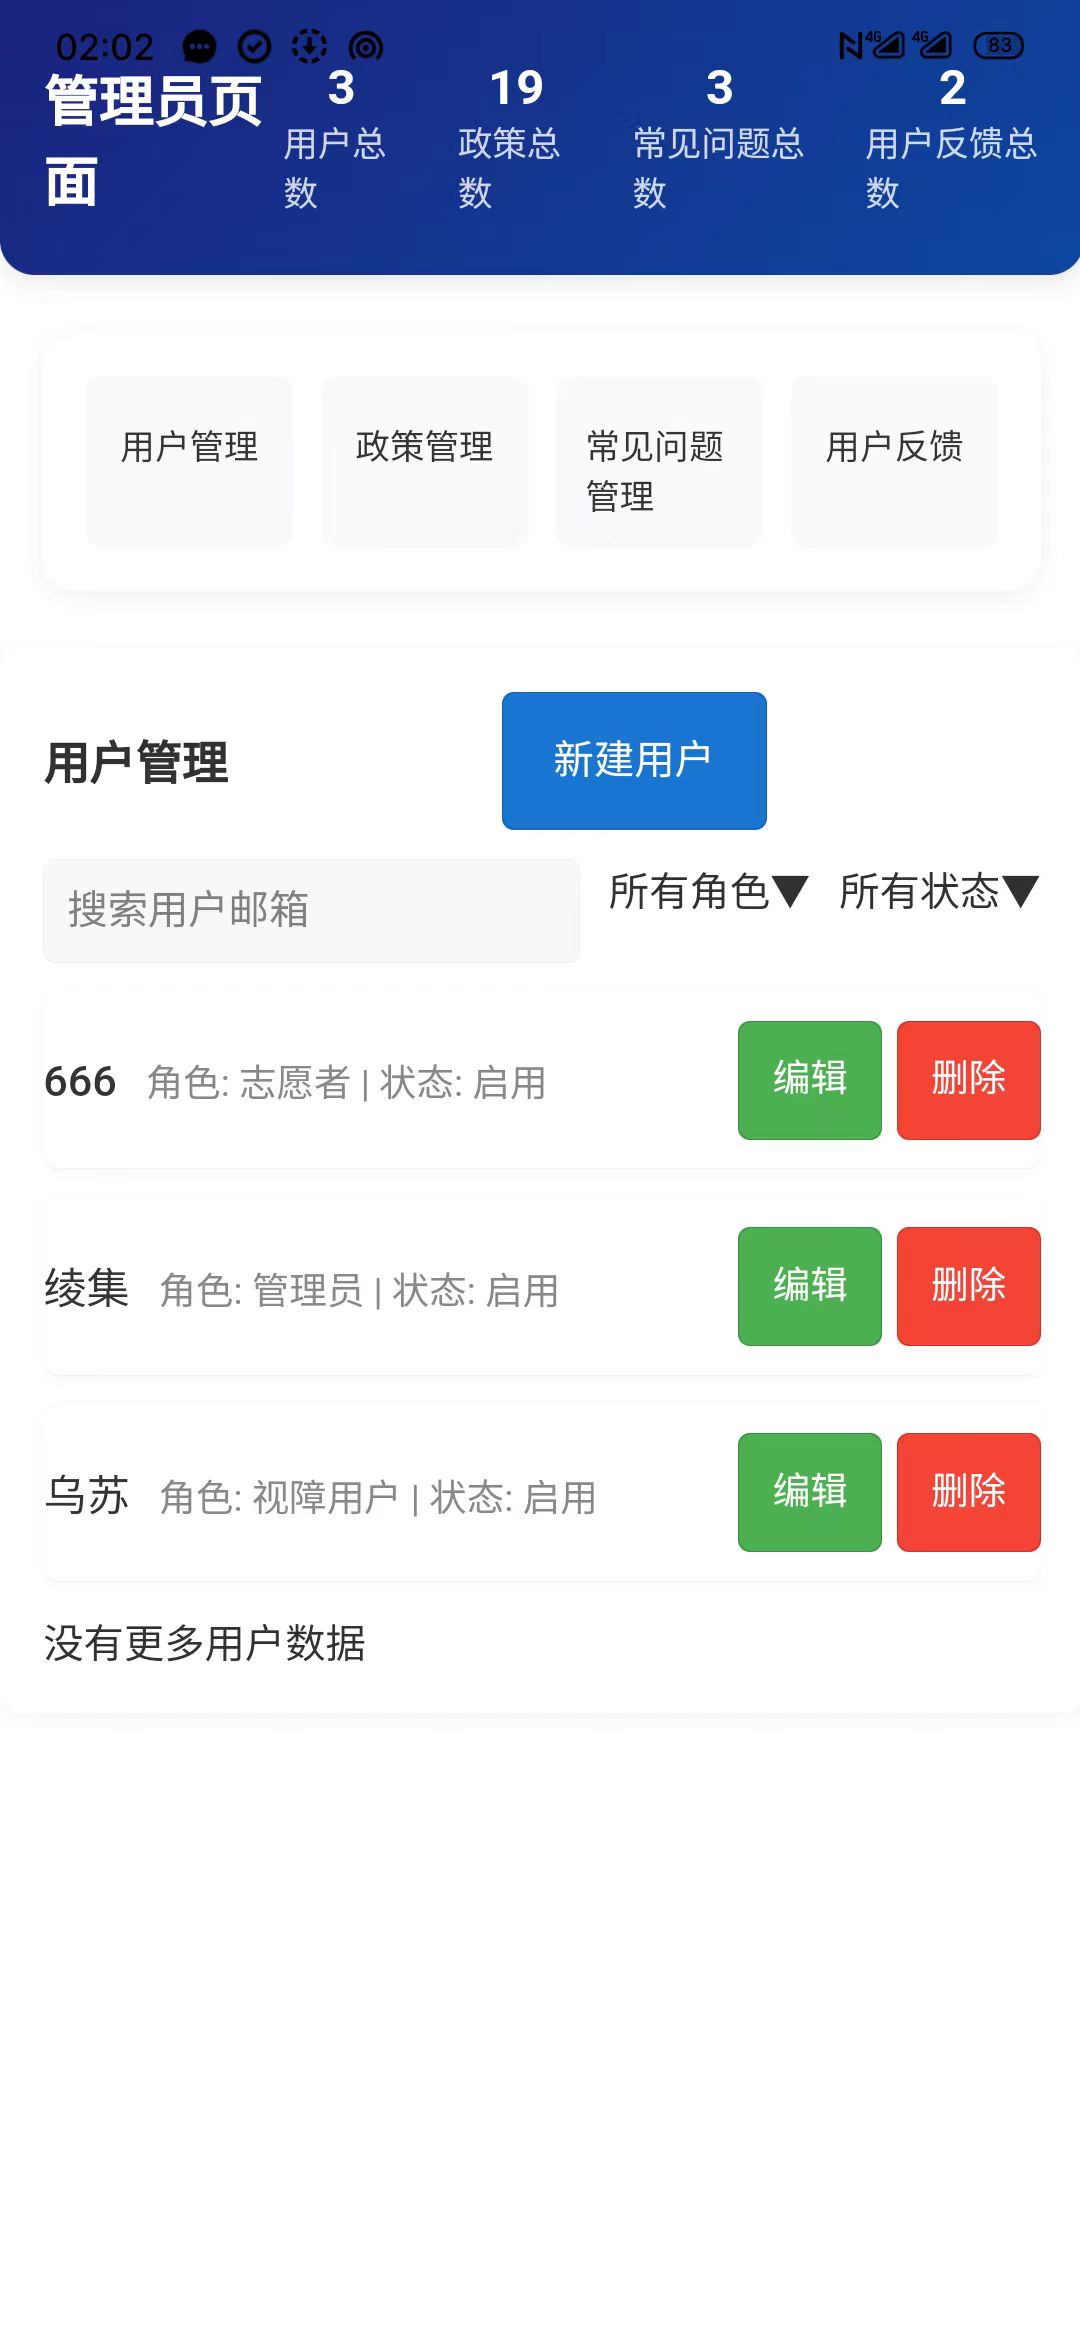 02:02 4G 4G 83
管理员页
面
3 19 3 2
用户总 政策总 常见问题总 用户反馈总
数 数 数 数
用户管理 政策管理 常见问题 用户反馈
管理
用户管理 新建用户
搜索用户邮箱 所有角色▼ 所有状态▼
666 角色: 志愿者 | 状态: 启用 编辑 删除
绫集 角色: 管理员 | 状态: 启用 编辑 删除
乌苏 角色: 视障用户 | 状态: 启用 编辑 删除
没有更多用户数据